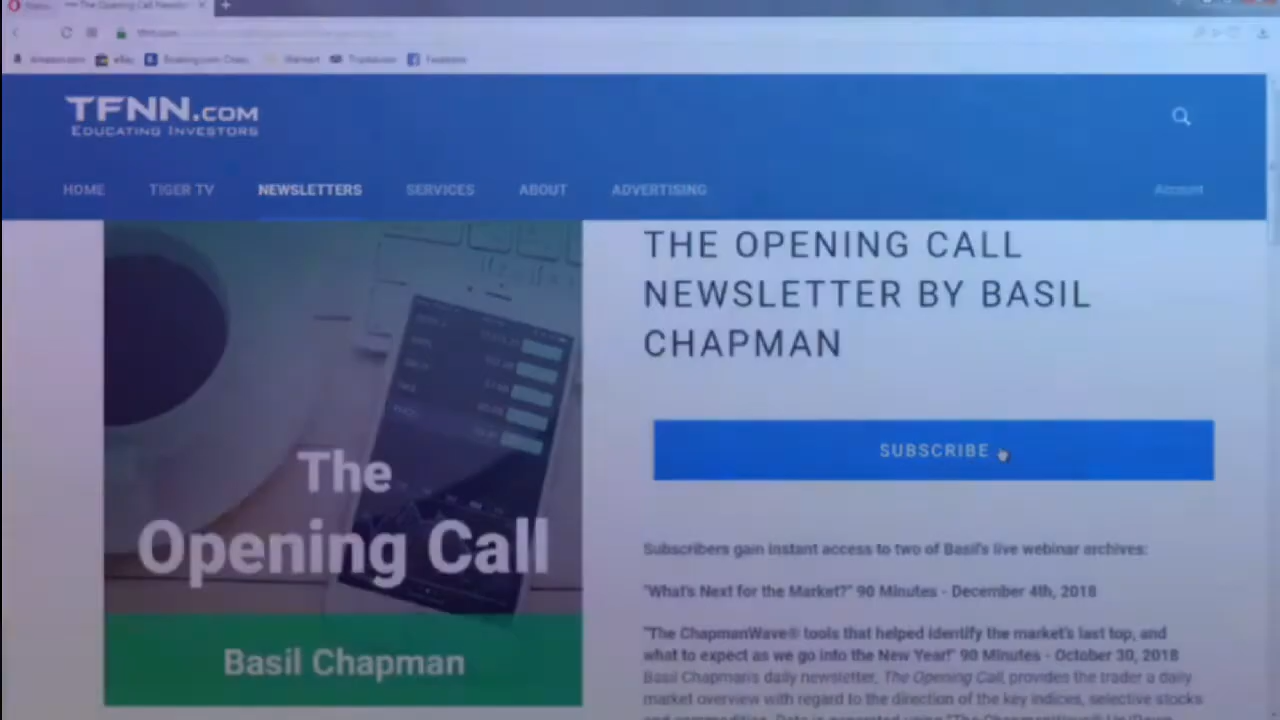 The Opening Call Newsl
TFNN.COM
EDUCATING INVESTORS
HOME TIGER TV NEWSLETTERS SERVICES ABOUT ADVERTISING Account
THE OPENING CALL
NEWSLETTER BY BASIL
CHAPMAN
SUBSCRIBE
The
Opening Call
Basil Chapman
Subscribers gain instant access to two of Basil's live webinar archives:
"What's Next for the Market?" 90 Minutes - December 4th, 2018
"The ChapmanWave® tools that helped identify the market's last top, and
what to expect as we go into the New Year!" 90 Minutes - October 30, 2018
Basil Chapman's daily newsletter, The Opening Call, provides the trader a daily
market overview with regard to the direction of the key indices, selective stocks